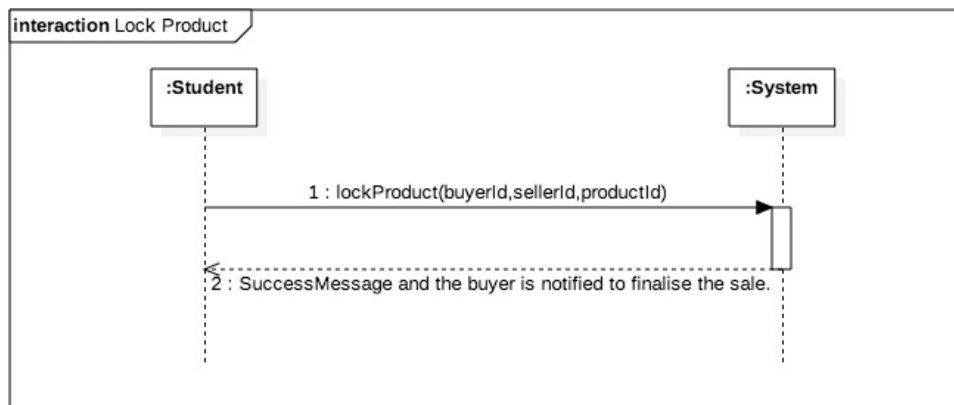 interaction Lock Product
:Student
:System
1 : lockProduct(buyerId,sellerId,productId)
2 : SuccessMessage and the buyer is notified to finalise the sale.